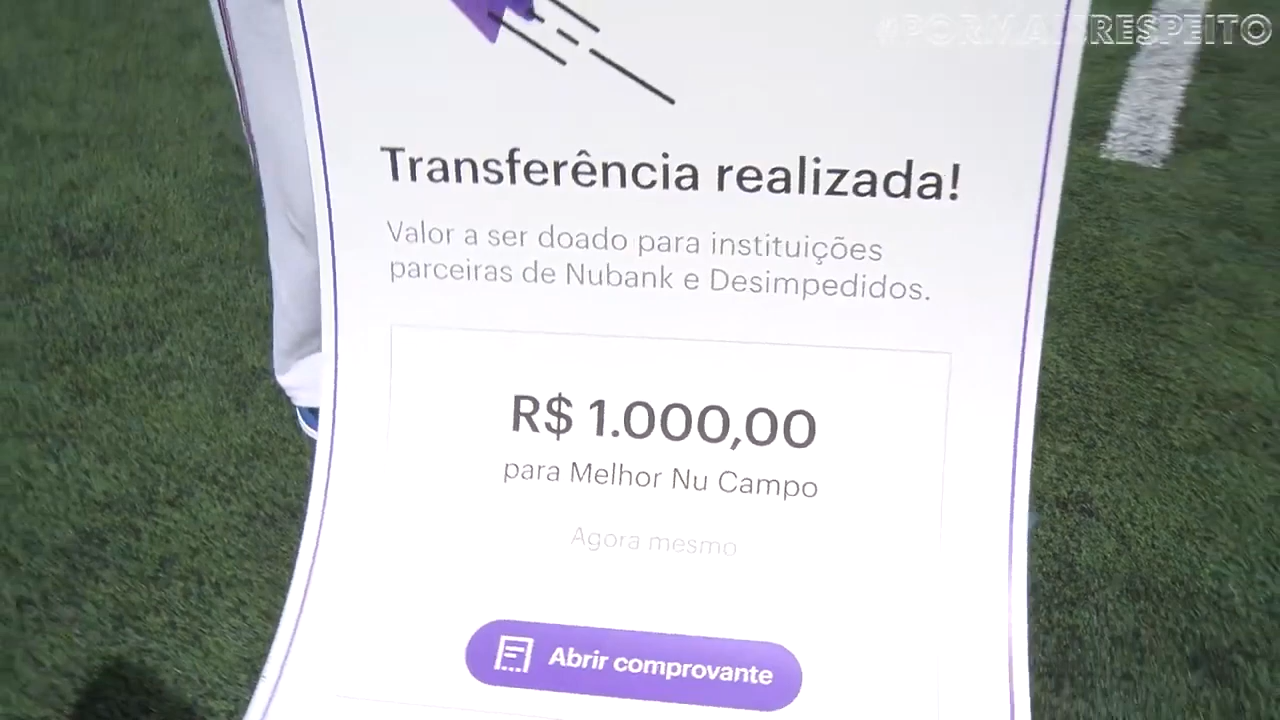 #PORMAISRESPEITO
Transferência realizada!
Valor a ser doado para instituições
parceiras de Nubank e Desimpedidos.
R$ 1.000,00
para Melhor Nu Campo
Agora mesmo
Abrir comprovante